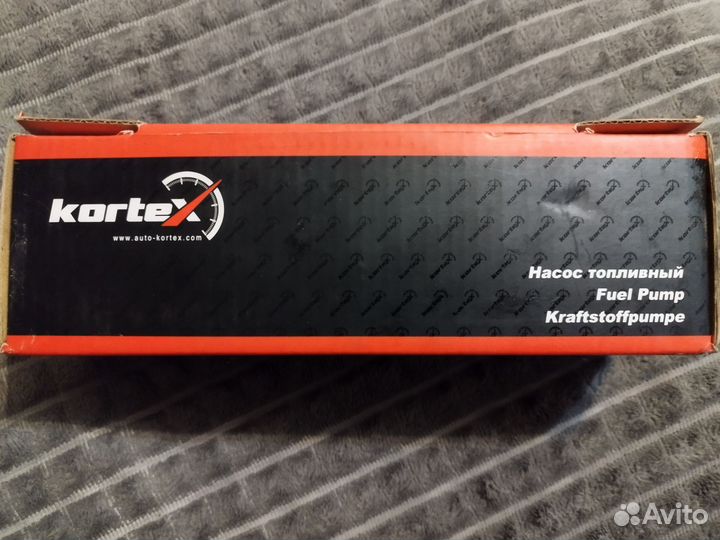 kortex
www.auto-kortex.com
Насос топливный
Fuel Pump
Kraftstoffpumpe
Avito